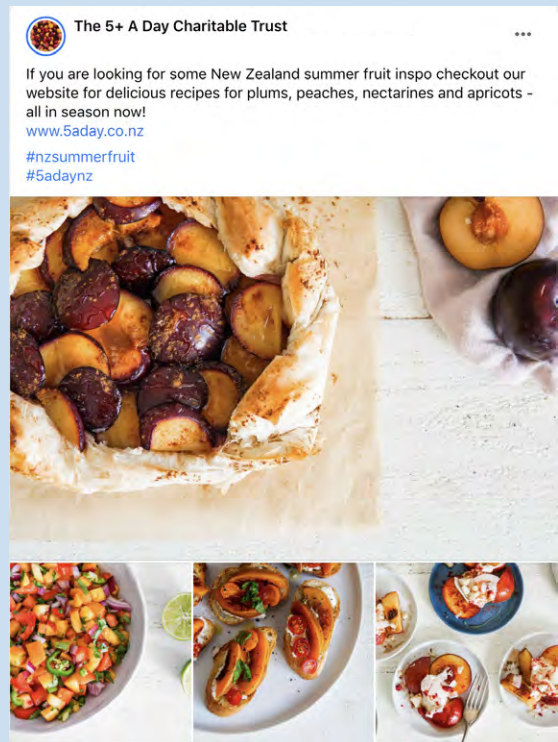 The 5+ A Day Charitable Trust
If you are looking for some New Zealand summer fruit inspo checkout our
website for delicious recipes for plums, peaches, nectarines and apricots -
all in season now!
www.5aday.co.nz
#nzsummerfruit
#5adaynz